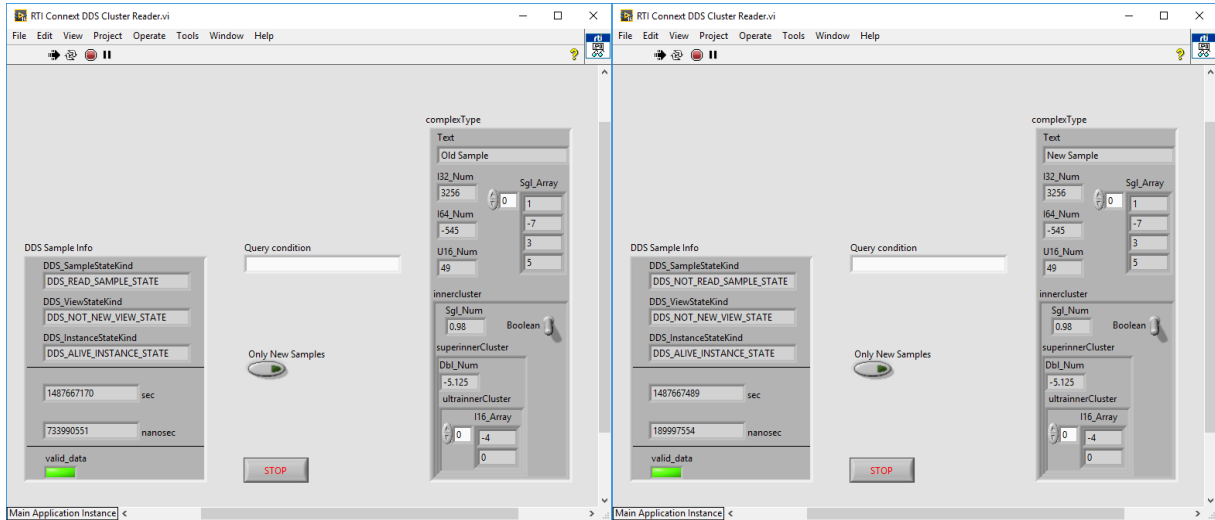 RTI Connext DDS Cluster Reader.vi
File Edit View Project Operate Tools Window Help
rti
complexType
Text
Old Sample
I32_Num
3256
Sgl_Array
0
1
-7
3
5
I64_Num
-545
U16_Num
49
DDS Sample Info
DDS_SampleStateKind
DDS_READ_SAMPLE_STATE
DDS_ViewStateKind
DDS_NOT_NEW_VIEW_STATE
DDS_InstanceStateKind
DDS_ALIVE_INSTANCE_STATE
1487667170 sec
733990551 nanosec
valid_data
Query condition
Only New Samples
STOP
innercluster
Sgl_Num
0.98
Boolean
superinnerCluster
Dbl_Num
-5.125
ultrainnerCluster
I16_Array
0
-4
0
Main Application Instance
RTI Connext DDS Cluster Reader.vi
File Edit View Project Operate Tools Window Help
rti
complexType
Text
New Sample
I32_Num
3256
Sgl_Array
0
1
-7
3
5
I64_Num
-545
U16_Num
49
DDS Sample Info
DDS_SampleStateKind
DDS_NOT_READ_SAMPLE_STATE
DDS_ViewStateKind
DDS_NOT_NEW_VIEW_STATE
DDS_InstanceStateKind
DDS_ALIVE_INSTANCE_STATE
1487667489 sec
189997554 nanosec
valid_data
Query condition
Only New Samples
STOP
innercluster
Sgl_Num
0.98
Boolean
superinnerCluster
Dbl_Num
-5.125
ultrainnerCluster
I16_Array
0
-4
0
Main Application Instance